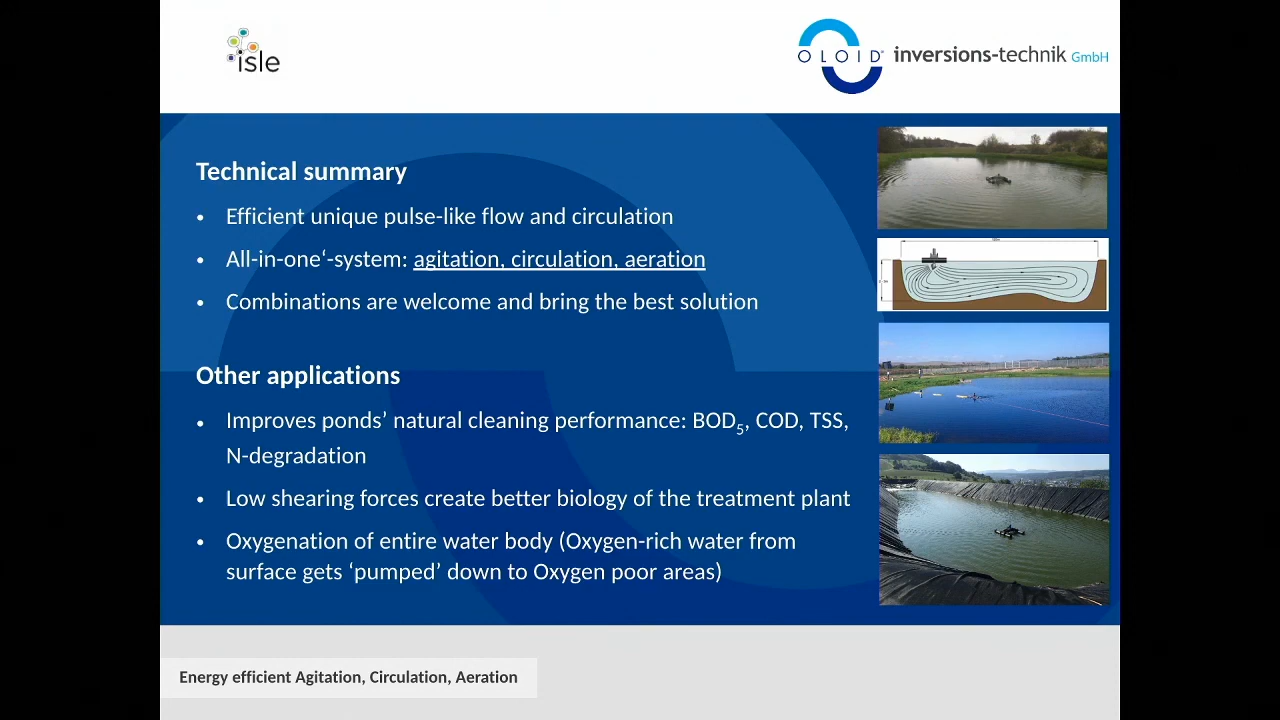 isle
OLOID® inversions-technik GmbH
Technical summary
• Efficient unique pulse-like flow and circulation
• All-in-one‘-system: agitation, circulation, aeration
• Combinations are welcome and bring the best solution
Other applications
• Improves ponds’ natural cleaning performance: BOD5, COD, TSS,
N-degradation
• Low shearing forces create better biology of the treatment plant
• Oxygenation of entire water body (Oxygen-rich water from
surface gets ‘pumped’ down to Oxygen poor areas)
Energy efficient Agitation, Circulation, Aeration